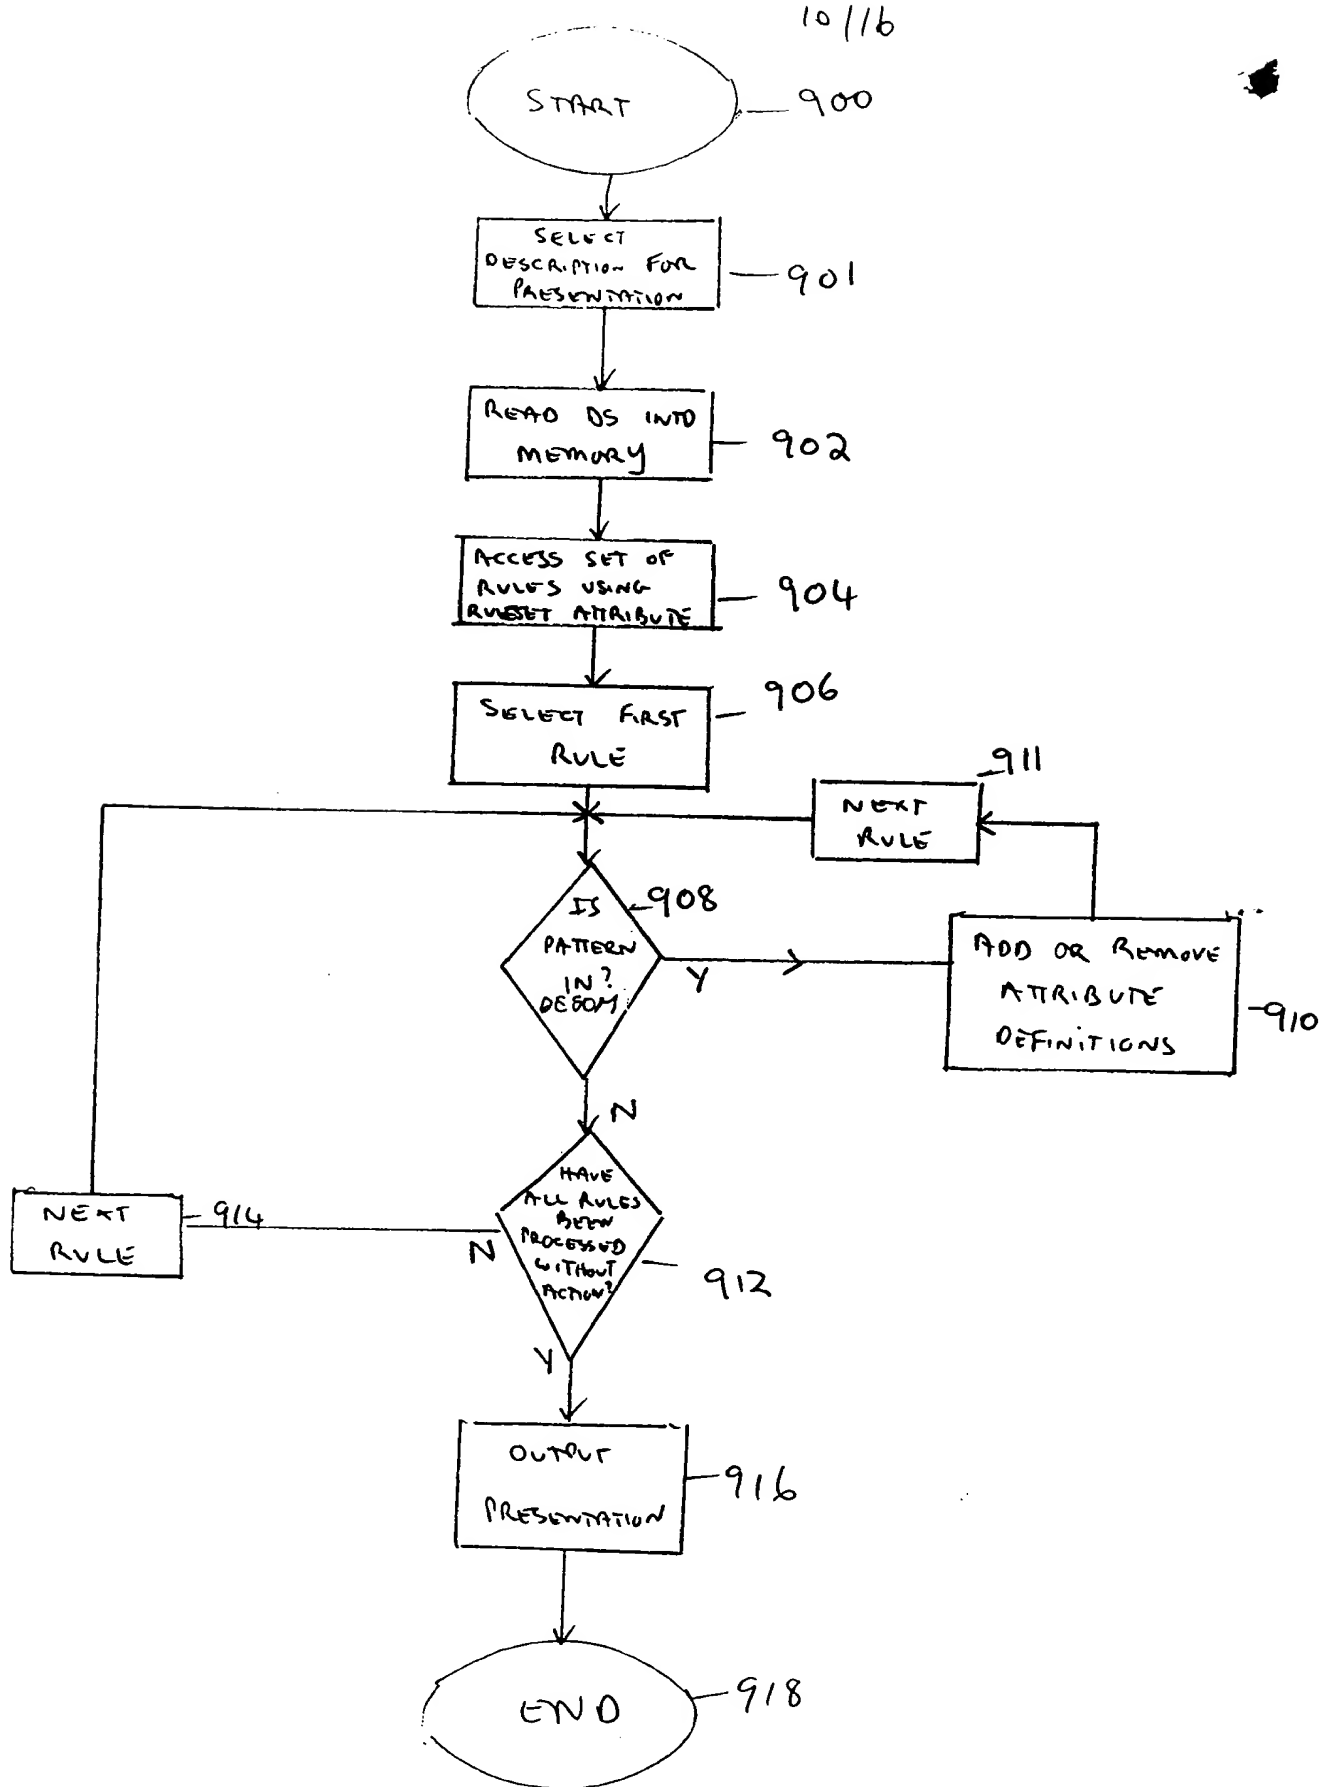 10/16
START
900
SELECT
DESCRIPTION FOR
PRESENTATION
901
READ DS INTO
MEMORY
902
ACCESS SET OF
RULES USING
RULESET ATTRIBUTE
904
SELECT FIRST
RULE
906
911
NEXT
RULE
IS
PATTERN
IN?
908
Y
ADD OR REMOVE
ATTRIBUTE
DEFINITIONS
910
N
HAVE
ALL RULES
BEEN
PROCESSED
WITHOUT
ACTION?
912
N
NEXT
RULE
914
Y
OUTPUT
PRESENTATION
916
END
918